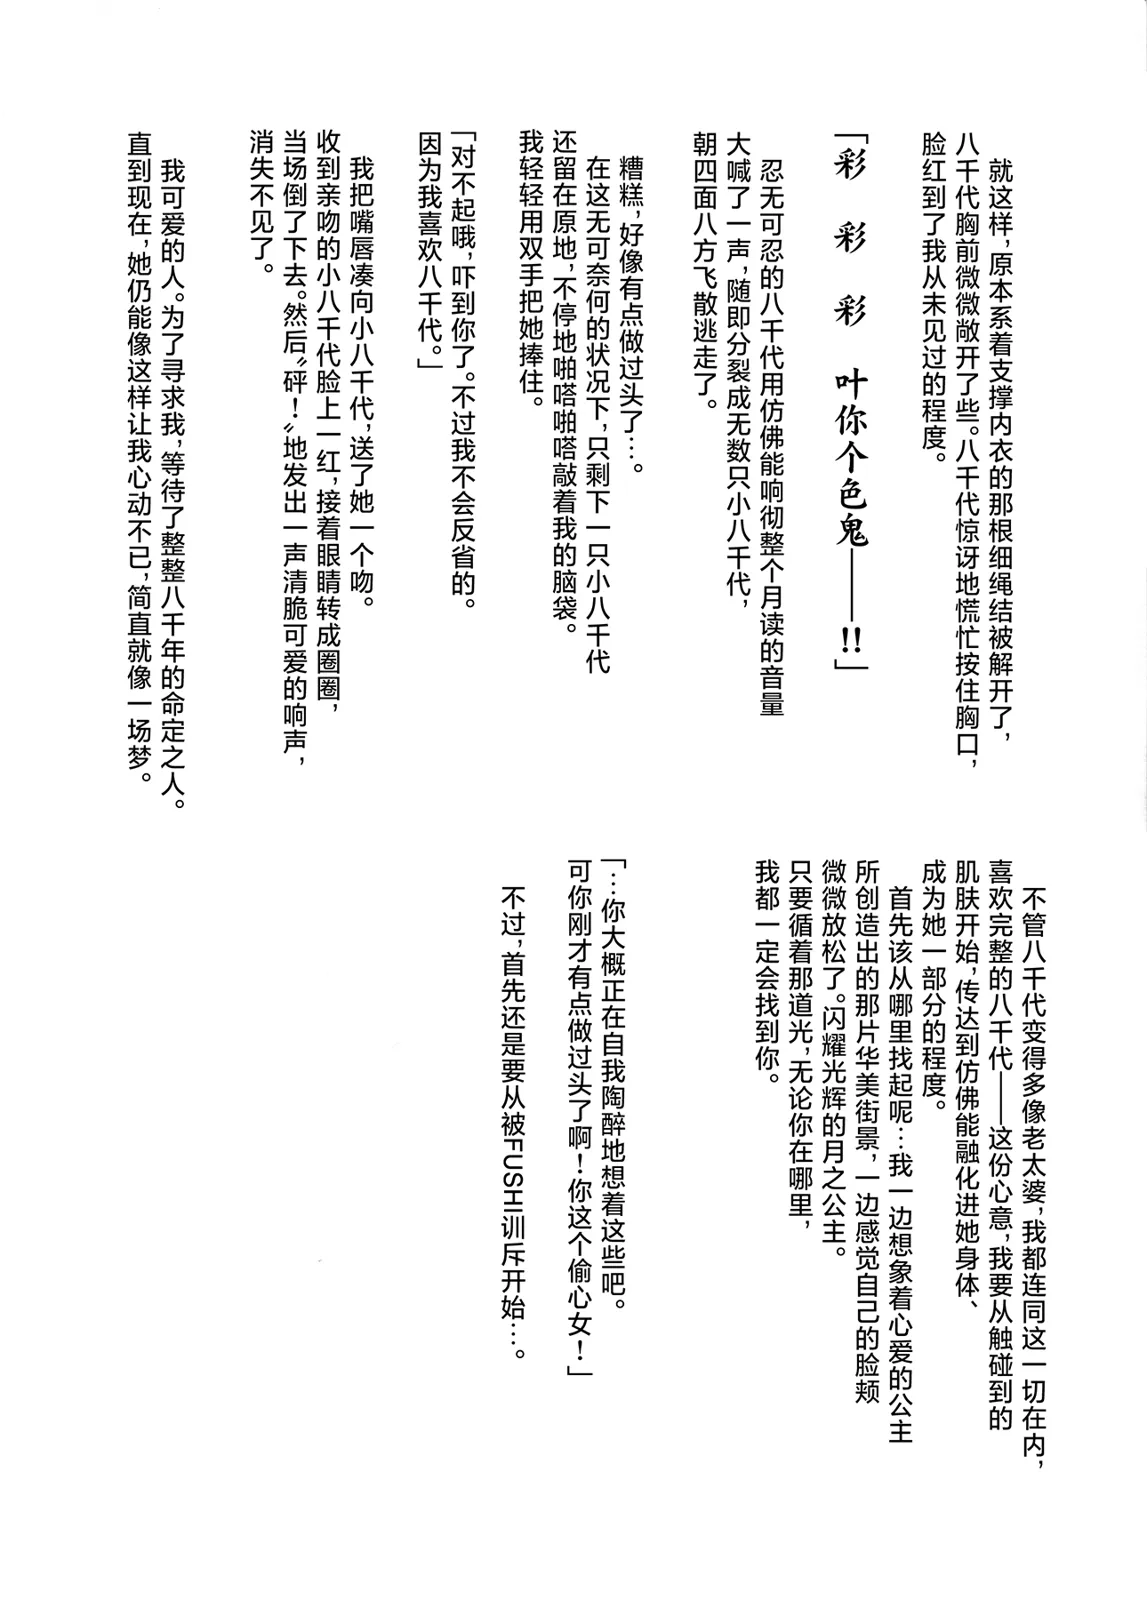 就这样，原本系着支撑内衣的那根细绳结被解开了，
八千代胸前微微敞开了些。八千代惊讶地慌忙按住胸口，
脸红到了我从未见过的程度。
「彩 彩 彩 叶你个色鬼——!!」
忍无可忍的八千代用仿佛能响彻整个月读的音量
大喊了一声，随即分裂成无数只小八千代，
朝四面八方飞散逃走了。
糟糕，好像有点做过头了…。
在这无可奈何的状况下，只剩下一只小八千代
还留在原地，不停地啪嗒啪嗒敲着我的脑袋。
我轻轻用双手把她捧住。
「对不起哦，吓到你了。不过我不会反省的。
因为我喜欢八千代。」
我把嘴唇凑向小八千代，送了她一个吻。
收到亲吻的小八千代脸上一红，接着眼睛转成圈圈，
当场倒了下去。然后〝砰！〟地发出一声清脆可爱的响声，
消失不见了。
我可爱的人。为了寻求我，等待了整整八千年的命定之人。
直到现在，她仍能像这样让我心动不已，简直就像一场梦。
不管八千代变得多像老太婆，我都连同这一切在内，
喜欢完整的八千代——这份心意，我要从触碰到的
肌肤开始，传达到仿佛能融化进她身体、
成为她一部分的程度。
首先该从哪里找起呢…我一边想象着心爱的公主
所创造出的那片华美街景，一边感觉自己的脸颊
微微放松了。闪耀光辉的月之公主。
只要循着那道光，无论你在哪里，
我都一定会找到你。
「…你大概正在自我陶醉地想着这些吧。
可你刚才有点做过头了啊！你这个偷心女！」
不过，首先还是要从被FUSHI训斥开始…。